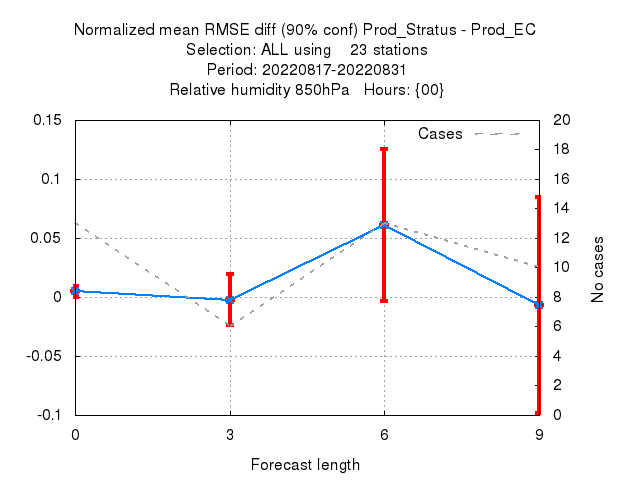 Normalized mean RMSE diff (90% conf) Prod_Stratus - Prod_EC
Selection: ALL using    23 stations
Period: 20220817-20220831
Relative humidity 850hPa   Hours: {00}
Cases
0.15
0.1
0.05
0
-0.05
-0.1
20
18
16
14
12
10
8
6
4
2
0
No cases
0 3 6 9
Forecast length